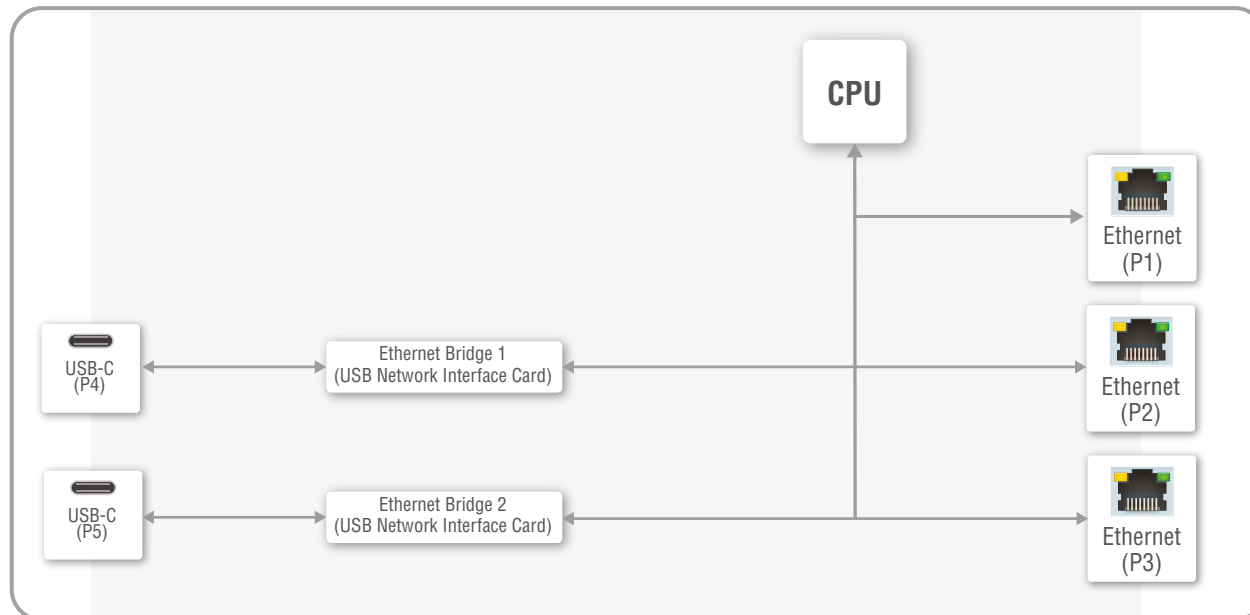 CPU
Ethernet
(P1)
USB-C
(P4)
Ethernet Bridge 1
(USB Network Interface Card)
Ethernet
(P2)
USB-C
(P5)
Ethernet Bridge 2
(USB Network Interface Card)
Ethernet
(P3)